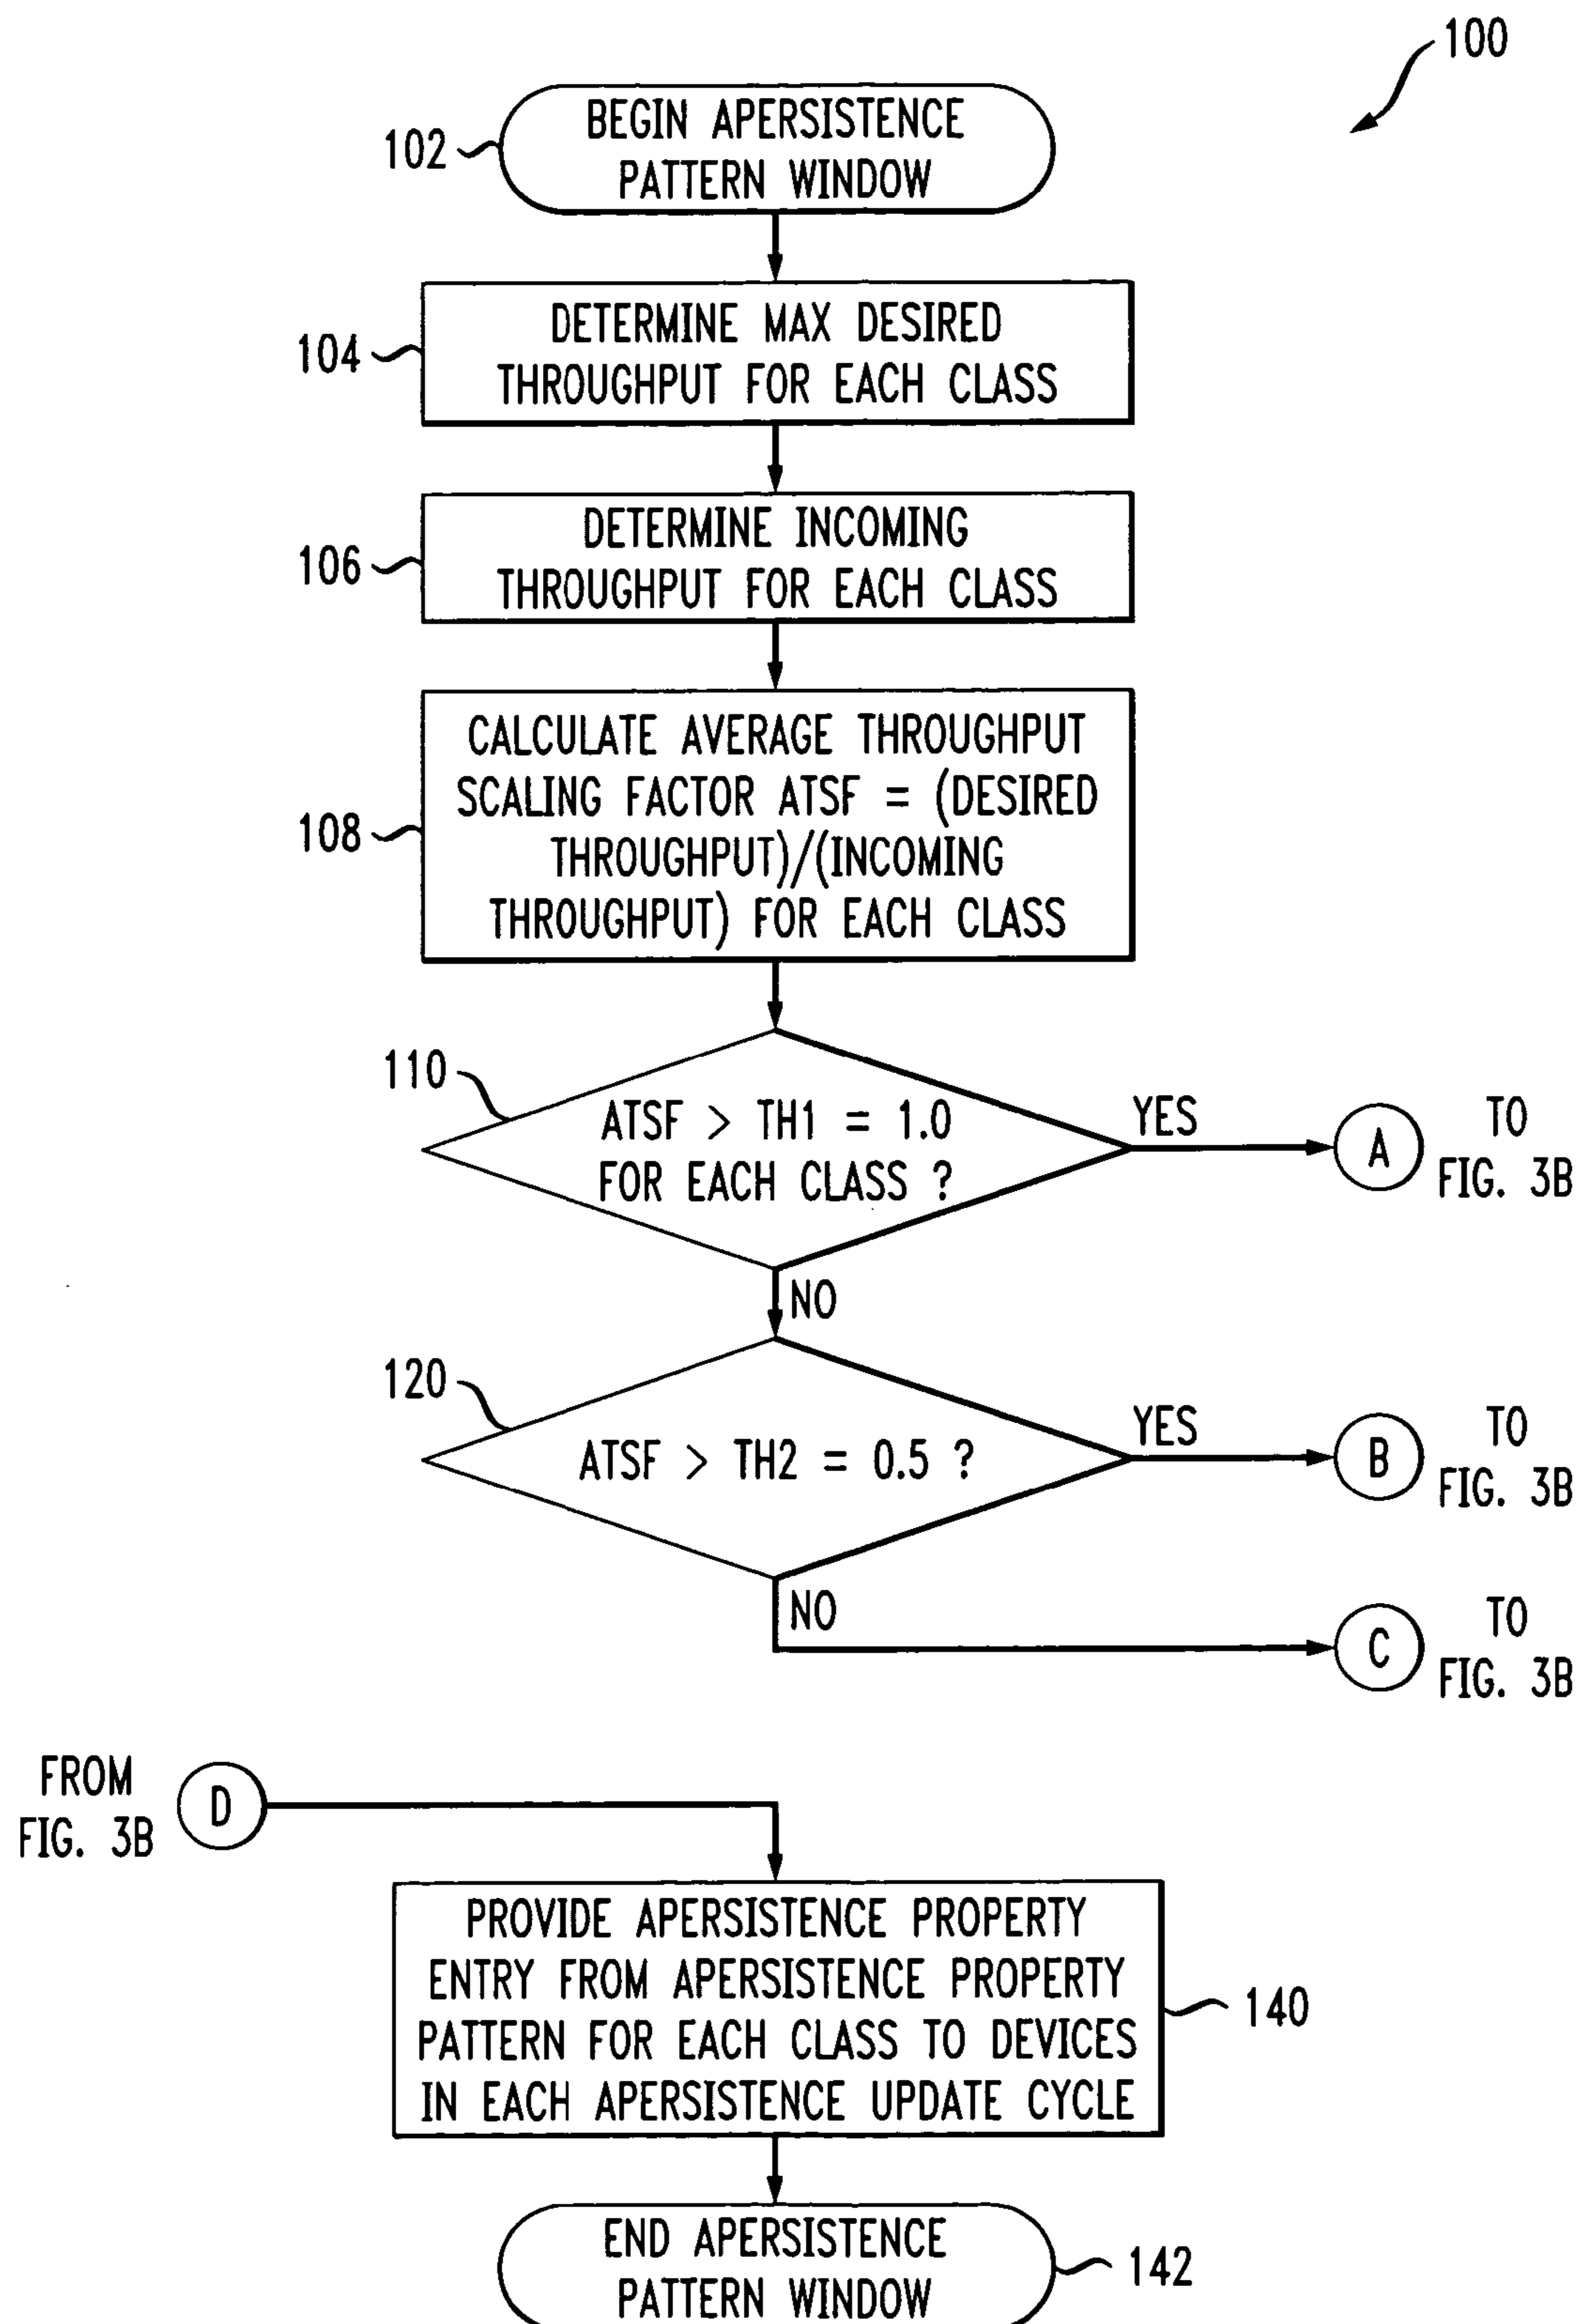 100
102
BEGIN APERSISTENCE
PATTERN WINDOW
104
DETERMINE MAX DESIRED
THROUGHPUT FOR EACH CLASS
106
DETERMINE INCOMING
THROUGHPUT FOR EACH CLASS
108
CALCULATE AVERAGE THROUGHPUT
SCALING FACTOR ATSF = (DESIRED
THROUGHPUT)/(INCOMING
THROUGHPUT) FOR EACH CLASS
110
ATSF > TH1 = 1.0
FOR EACH CLASS ?
YES
A
TO
FIG. 3B
NO
120
ATSF > TH2 = 0.5 ?
YES
B
TO
FIG. 3B
NO
C
TO
FIG. 3B
FROM
FIG. 3B
D
PROVIDE APERSISTENCE PROPERTY
ENTRY FROM APERSISTENCE PROPERTY
PATTERN FOR EACH CLASS TO DEVICES
IN EACH APERSISTENCE UPDATE CYCLE
140
END APERSISTENCE
PATTERN WINDOW
142